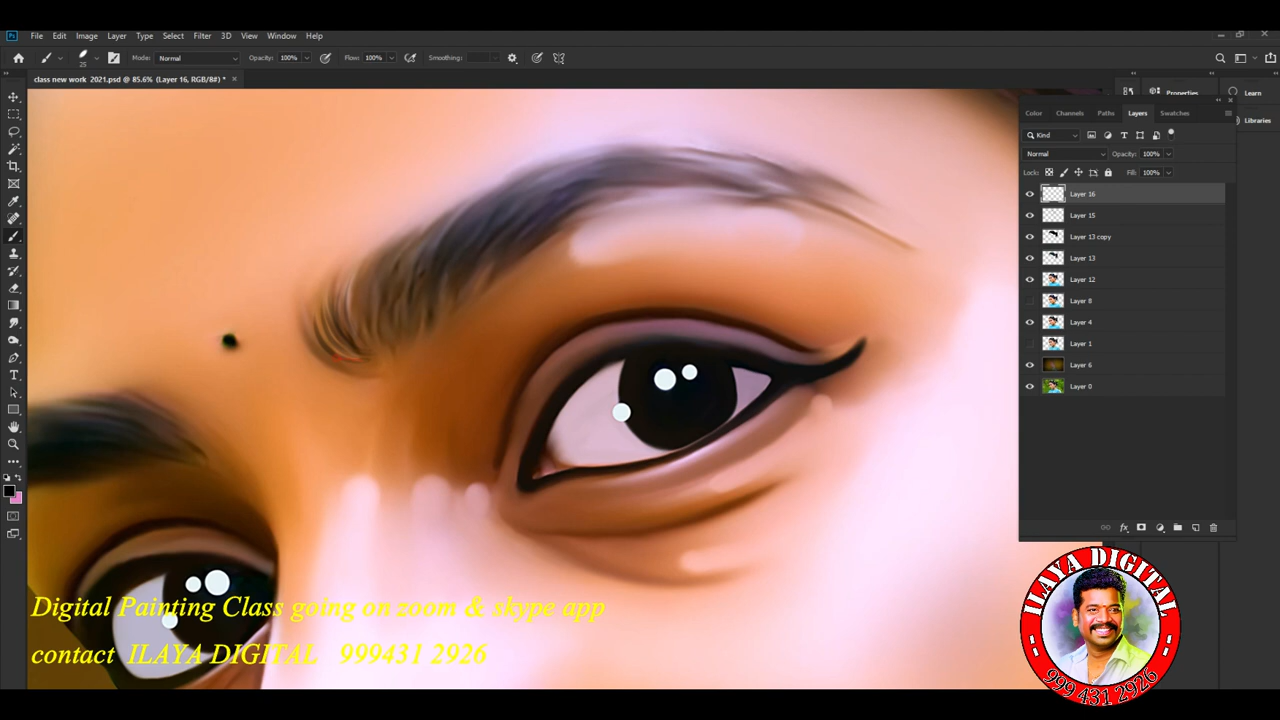 Ps File Edit Image Layer Type Select Filter 3D View Window Help
25 Mode: Normal Opacity: 100% Flow: 100% Smoothing:
class new work 2021.psd @ 85.6% (Layer 16, RGB/8#) * ×
Properties
Learn
Libraries
Color Channels Paths Layers Swatches
Kind
Normal Opacity: 100%
Lock: Fill: 100%
Layer 16
Layer 15
Layer 13 copy
Layer 13
Layer 12
Layer 8
Layer 4
Layer 1
Layer 6
Layer 0
fx
Digital Painting Class going on zoom & skype app
contact ILAYA DIGITAL 999431 2926
ILAYA DIGITAL
999 431 2926